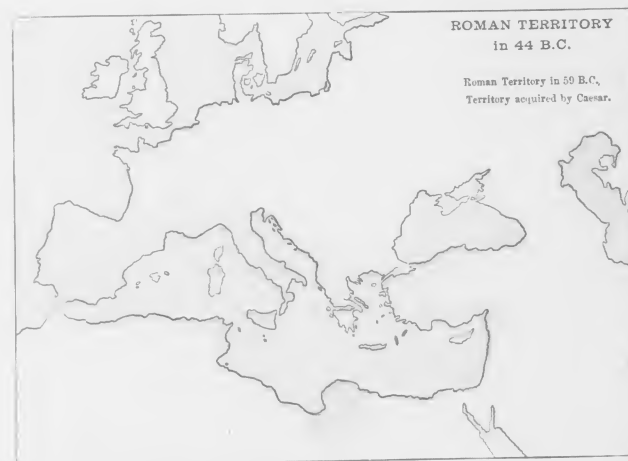 ROMAN TERRITORY
in 44 B.C.
Roman Territory in 59 B.C.,
Territory acquired by Caesar.